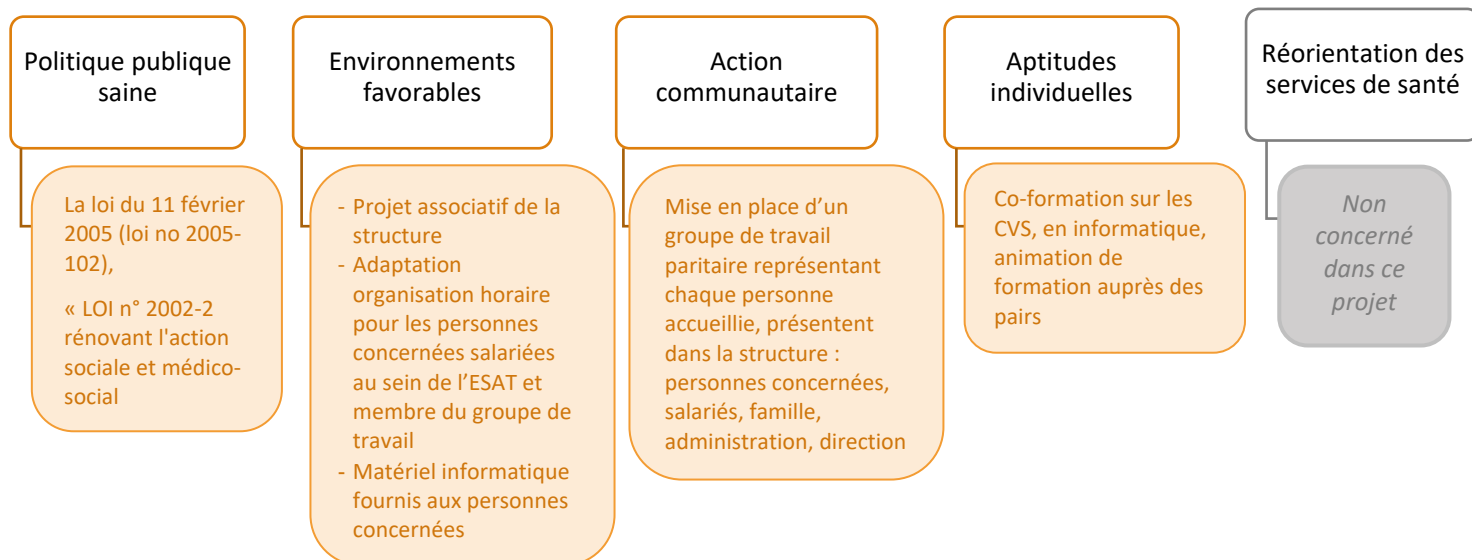 Politique publique
saine
La loi du 11 février
2005 (loi no 2005-
102),
« LOI n° 2002-2
rénovant l'action
sociale et médico-
social
Environnements
favorables
- Projet associatif de la
structure
- Adaptation
organisation horaire
pour les personnes
concernées salariées
au sein de l’ESAT et
membre du groupe de
travail
- Matériel informatique
fournis aux personnes
concernées
Action
communautaire
Mise en place d’un
groupe de travail
paritaire représentant
chaque personne
accueillie, présentent
dans la structure :
personnes concernées,
salariés, famille,
administration, direction
Aptitudes
individuelles
Co-formation sur les
CVS, en informatique,
animation de
formation auprès des
pairs
Réorientation des
services de santé
Non
concerné
dans ce
projet